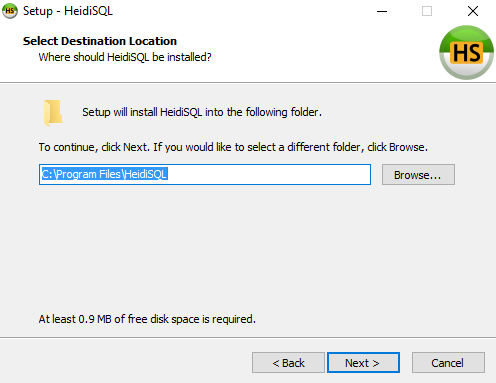 Setup - HeidiSQL
Select Destination Location
Where should HeidiSQL be installed?
HS
Setup will install HeidiSQL into the following folder.
To continue, click Next. If you would like to select a different folder, click Browse.
C:\Program Files\HeidiSQL
Browse...
At least 0.9 MB of free disk space is required.
< Back
Next >
Cancel